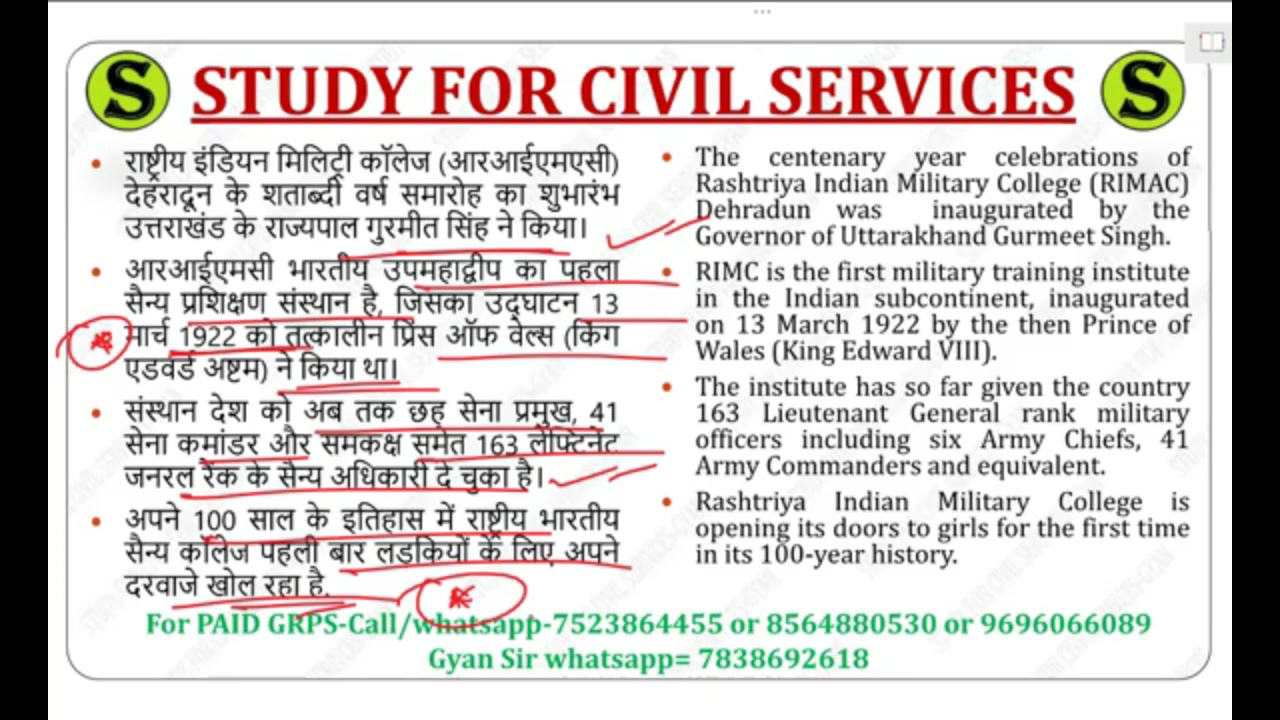 S STUDY FOR CIVIL SERVICES S
राष्ट्रीय इंडियन मिलिट्री कॉलेज (आरआईएमएसी)
देहरादून के शताब्दी वर्ष समारोह का शुभारंभ
उत्तराखंड के राज्यपाल गुरमीत सिंह ने किया।
आरआईएमसी भारतीय उपमहाद्वीप का पहला
सैन्य प्रशिक्षण संस्थान है, जिसका उद्घाटन 13
मार्च 1922 को तत्कालीन प्रिंस ऑफ वेल्स (किंग
एडवर्ड अष्टम) ने किया था।
संस्थान देश को अब तक छह सेना प्रमुख, 41
सेना कमांडर और समकक्ष समेत 163 लेफ्टिनेंट
जनरल रैंक के सैन्य अधिकारी दे चुका है।
अपने 100 साल के इतिहास में राष्ट्रीय भारतीय
सैन्य कॉलेज पहली बार लड़कियों के लिए अपने
दरवाजे खोल रहा है.
The centenary year celebrations of
Rashtriya Indian Military College (RIMAC)
Dehradun was inaugurated by the
Governor of Uttarakhand Gurmeet Singh.
RIMC is the first military training institute
in the Indian subcontinent, inaugurated
on 13 March 1922 by the then Prince of
Wales (King Edward VIII).
The institute has so far given the country
163 Lieutenant General rank military
officers including six Army Chiefs, 41
Army Commanders and equivalent.
Rashtriya Indian Military College is
opening its doors to girls for the first time
in its 100-year history.
For PAID GRPS-Call/whatsapp-7523864455 or 8564880530 or 9696066089
Gyan Sir whatsapp= 7838692618